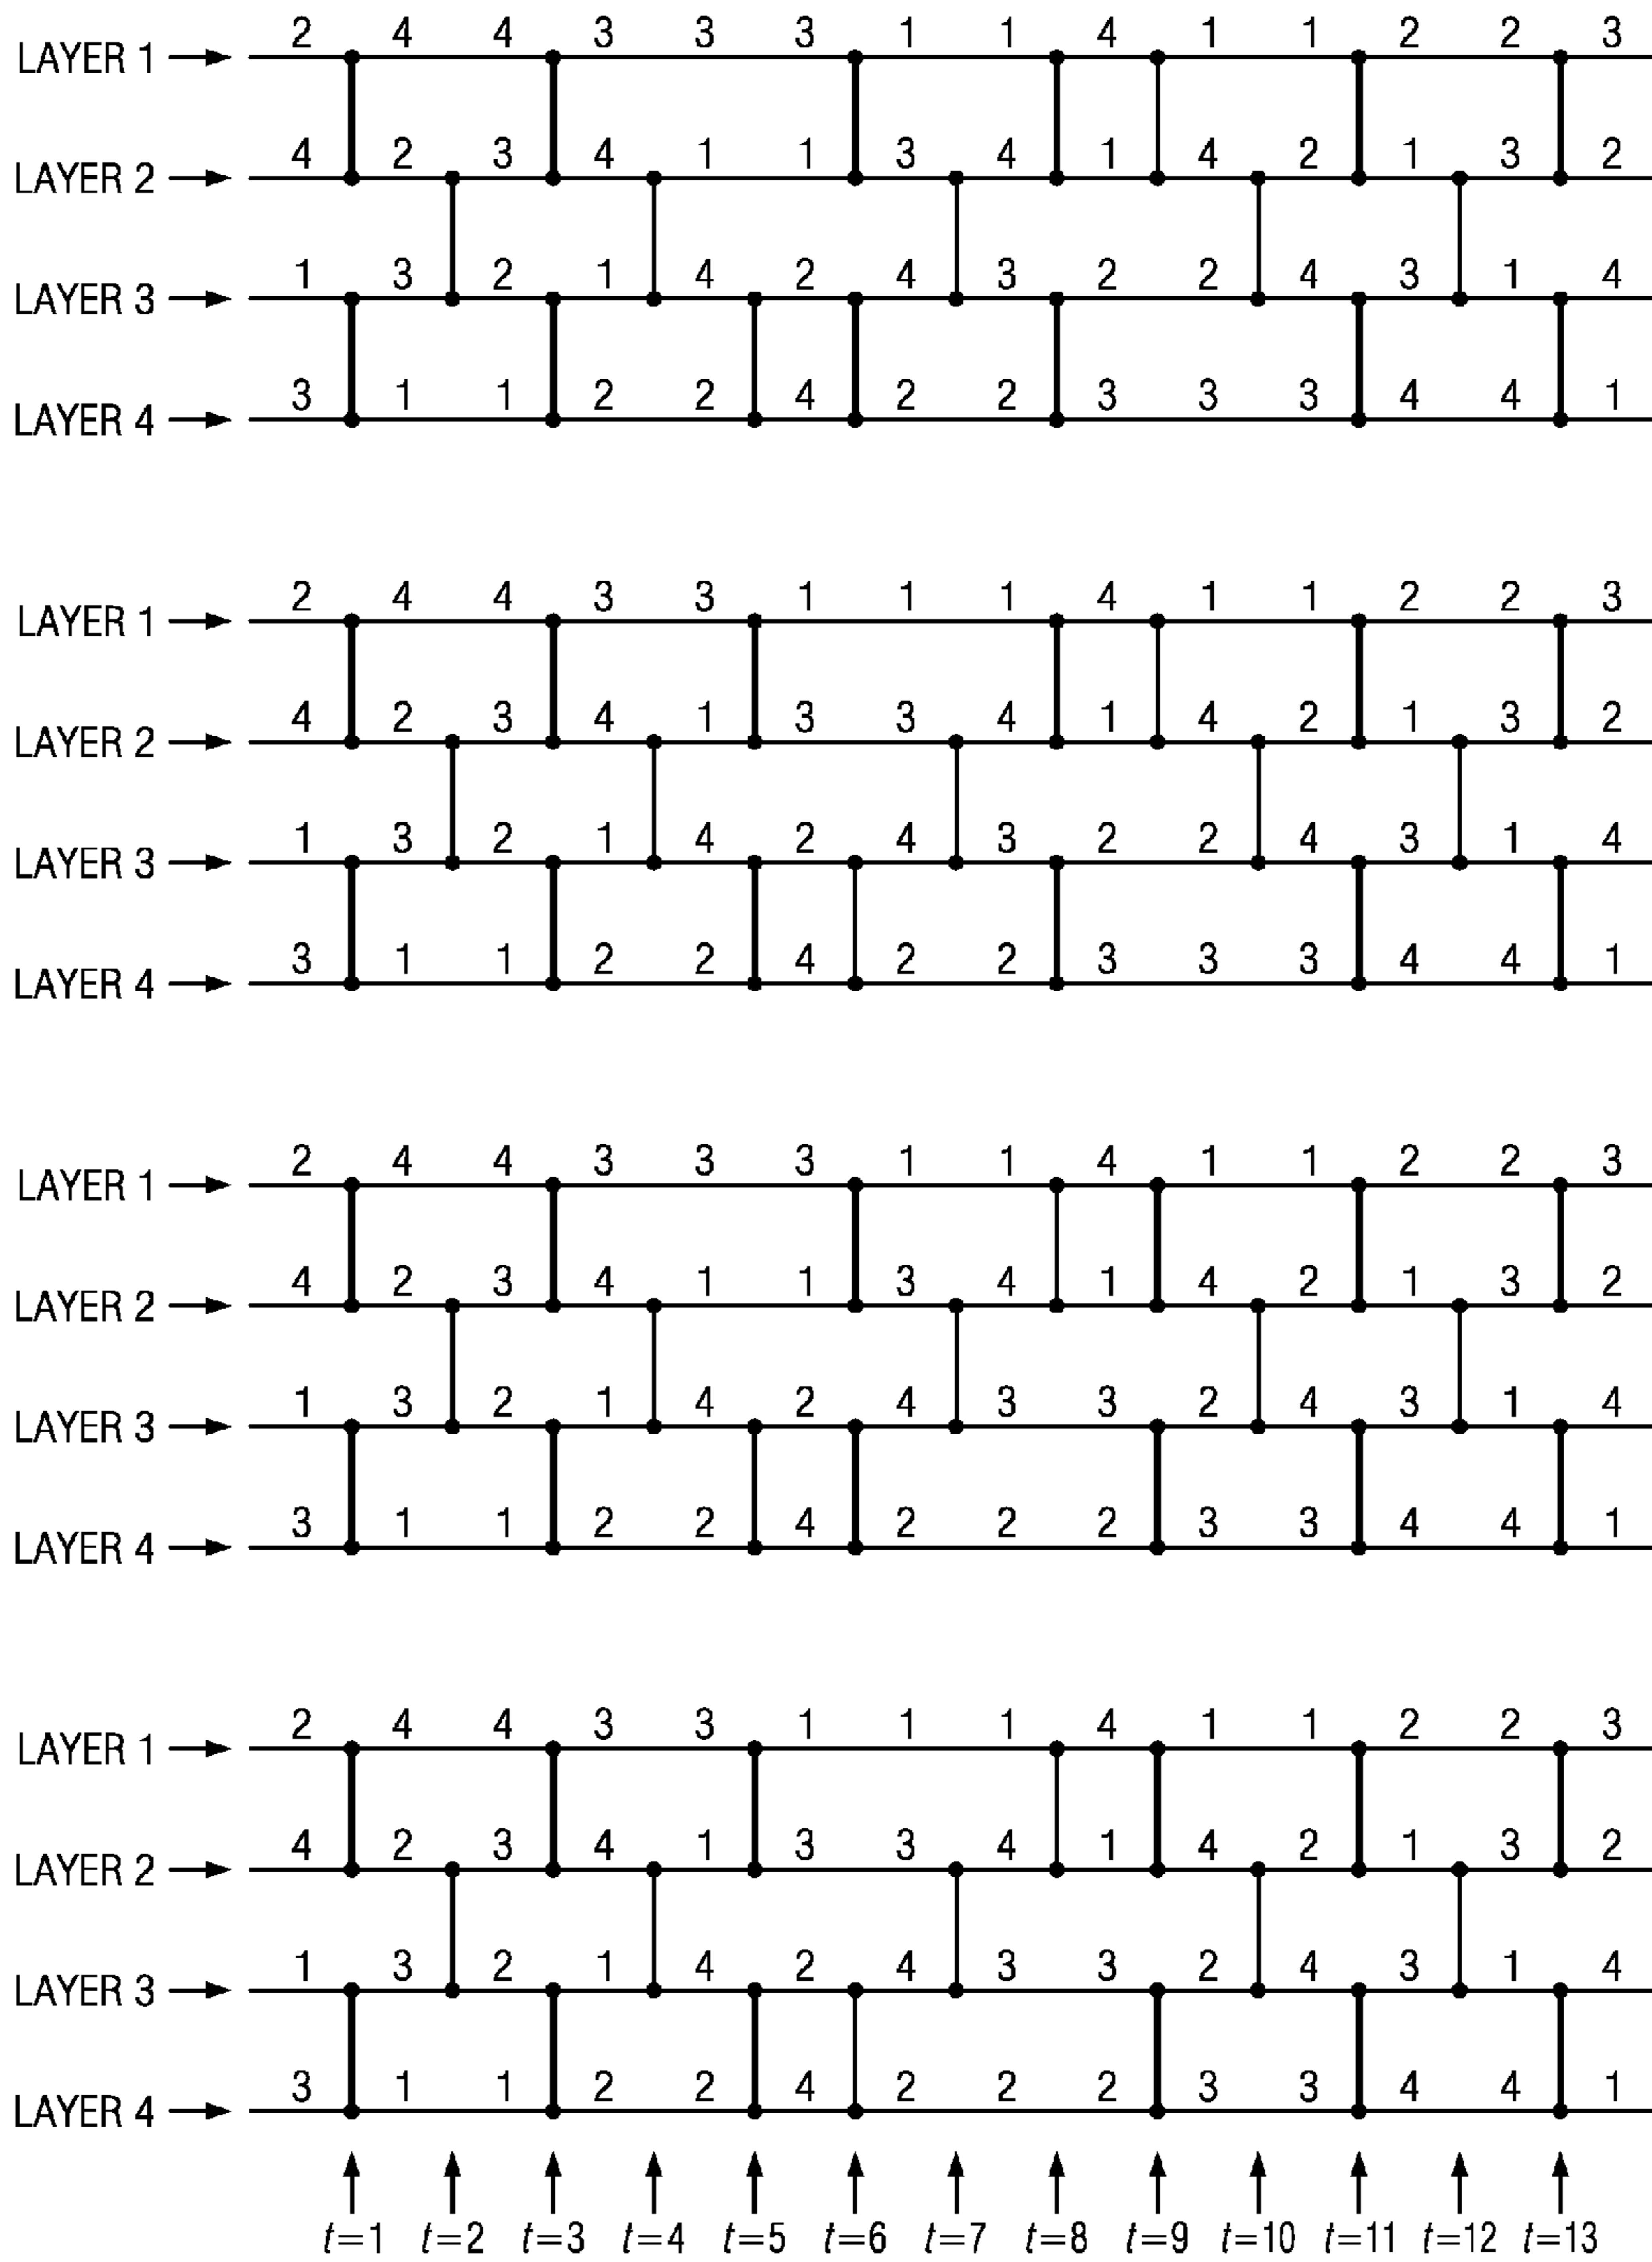 LAYER 1 2 4 4 3 3 3 1 1 4 1 1 2 2 3
LAYER 2 4 2 3 4 1 1 3 4 1 4 2 1 3 2
LAYER 3 1 3 2 1 4 2 4 3 2 2 4 3 1 4
LAYER 4 3 1 1 2 2 4 2 2 3 3 3 4 4 1
LAYER 1 2 4 4 3 3 1 1 1 4 1 1 2 2 3
LAYER 2 4 2 3 4 1 3 3 4 1 4 2 1 3 2
LAYER 3 1 3 2 1 4 2 4 3 2 2 4 3 1 4
LAYER 4 3 1 1 2 2 4 2 2 3 3 3 4 4 1
LAYER 1 2 4 4 3 3 3 1 1 4 1 1 2 2 3
LAYER 2 4 2 3 4 1 1 3 4 1 4 2 1 3 2
LAYER 3 1 3 2 1 4 2 4 3 3 2 4 3 1 4
LAYER 4 3 1 1 2 2 4 2 2 2 3 3 4 4 1
LAYER 1 2 4 4 3 3 1 1 1 4 1 1 2 2 3
LAYER 2 4 2 3 4 1 3 3 4 1 4 2 1 3 2
LAYER 3 1 3 2 1 4 2 4 3 3 2 4 3 1 4
LAYER 4 3 1 1 2 2 4 2 2 2 3 3 4 4 1
t=1 t=2 t=3 t=4 t=5 t=6 t=7 t=8 t=9 t=10 t=11 t=12 t=13